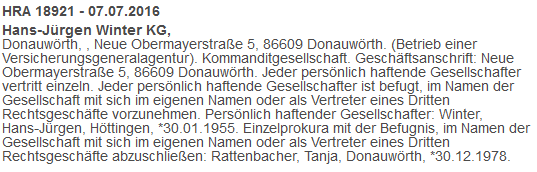 HRA 18921 - 07.07.2016
Hans-Jürgen Winter KG,
Donauwörth, , Neue Obermayerstraße 5, 86609 Donauwörth. (Betrieb einer
Versicherungsgeneralagentur). Kommanditgesellschaft. Geschäftsanschrift: Neue
Obermayerstraße 5, 86609 Donauwörth. Jeder persönlich haftende Gesellschafter
vertritt einzeln. Jeder persönlich haftende Gesellschafter ist befugt, im Namen der
Gesellschaft mit sich im eigenen Namen oder als Vertreter eines Dritten
Rechtsgeschäfte vorzunehmen. Persönlich haftender Gesellschafter: Winter,
Hans-Jürgen, Höttingen, *30.01.1955. Einzelprokura mit der Befugnis, im Namen der
Gesellschaft mit sich im eigenen Namen oder als Vertreter eines Dritten
Rechtsgeschäfte abzuschließen: Rattenbacher, Tanja, Donauwörth, *30.12.1978.